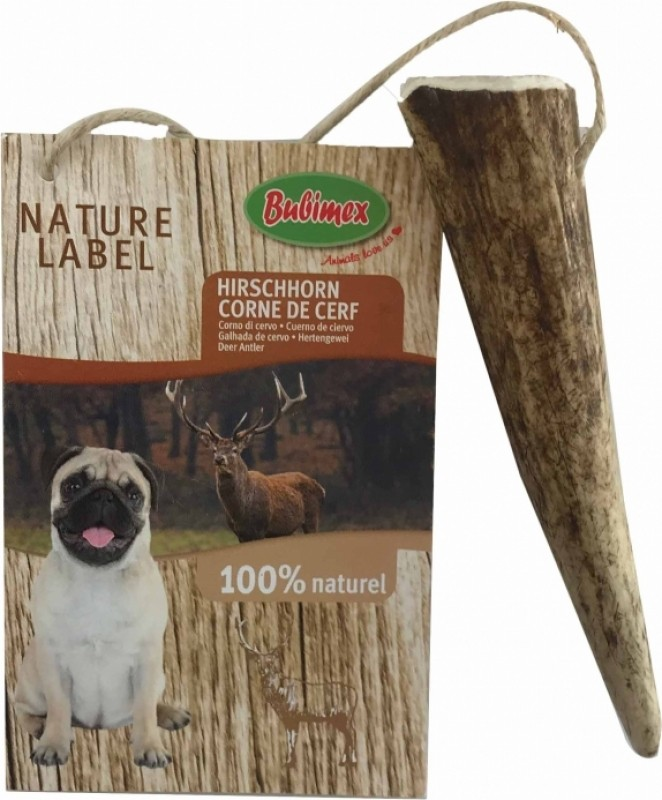 NATURE
LABEL
Bubimex
Animals love us
HIRSCHHORN
CORNE DE CERF
Corno di cervo • Cuerno de ciervo
Galhada de cervo • Hertengewei
Deer Antler
100% naturel